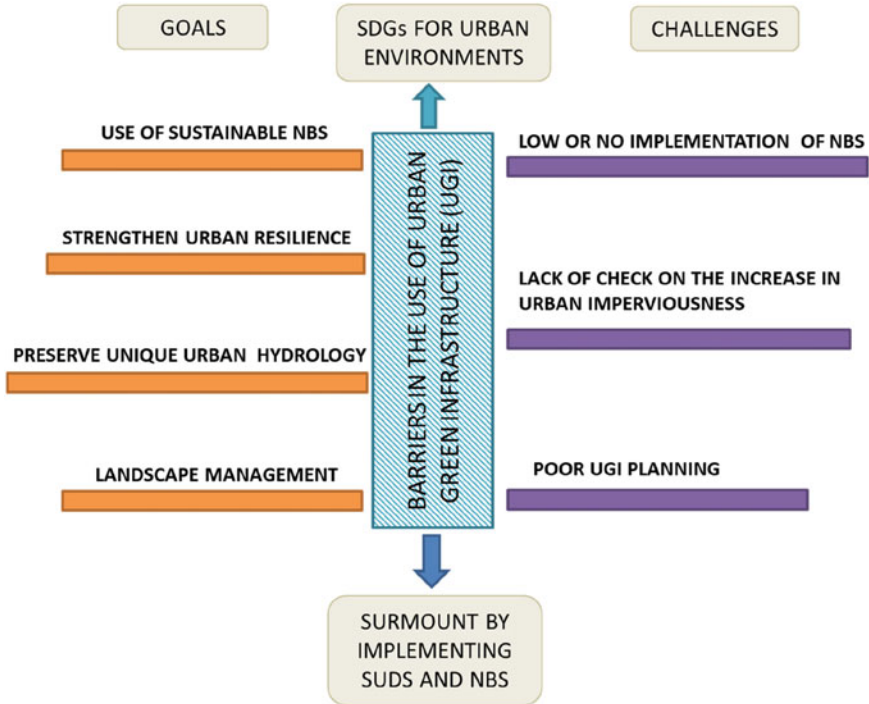 GOALS
SDGs FOR URBAN
ENVIRONMENTS
CHALLENGES
USE OF SUSTAINABLE NBS
STRENGTHEN URBAN RESILIENCE
PRESERVE UNIQUE URBAN HYDROLOGY
LANDSCAPE MANAGEMENT
BARRIERS IN THE USE OF URBAN
GREEN INFRASTRUCTURE (UGI)
LOW OR NO IMPLEMENTATION OF NBS
LACK OF CHECK ON THE INCREASE IN
URBAN IMPERVIOUSNESS
POOR UGI PLANNING
SURMOUNT BY
IMPLEMENTING
SUDS AND NBS